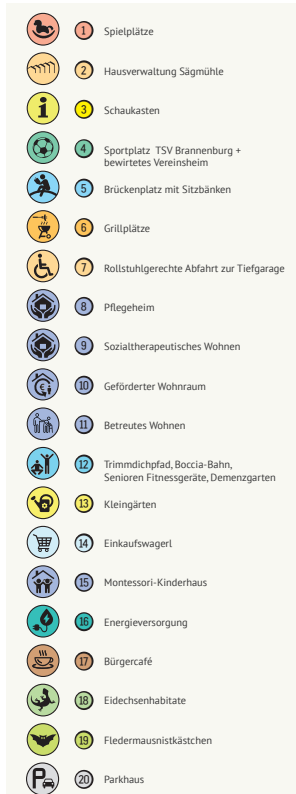 1 Spielplätze
2 Hausverwaltung Sägmühle
i 3 Schaukasten
4 Sportplatz TSV Brannenburg +
bewirtetes Vereinsheim
5 Brückenplatz mit Sitzbänken
6 Grillplätze
7 Rollstuhlgerechte Abfahrt zur Tiefgarage
8 Pflegeheim
9 Sozialtherapeutisches Wohnen
€ 10 Geförderter Wohnraum
11 Betreutes Wohnen
12 Trimmdichpfad, Boccia-Bahn,
Senioren Fitnessgeräte, Demenzgarten
13 Kleingärten
14 Einkaufswagerl
15 Montessori-Kinderhaus
16 Energieversorgung
17 Bürgercafé
18 Eidechsenhabitate
19 Fledermausnistkästchen
P 20 Parkhaus